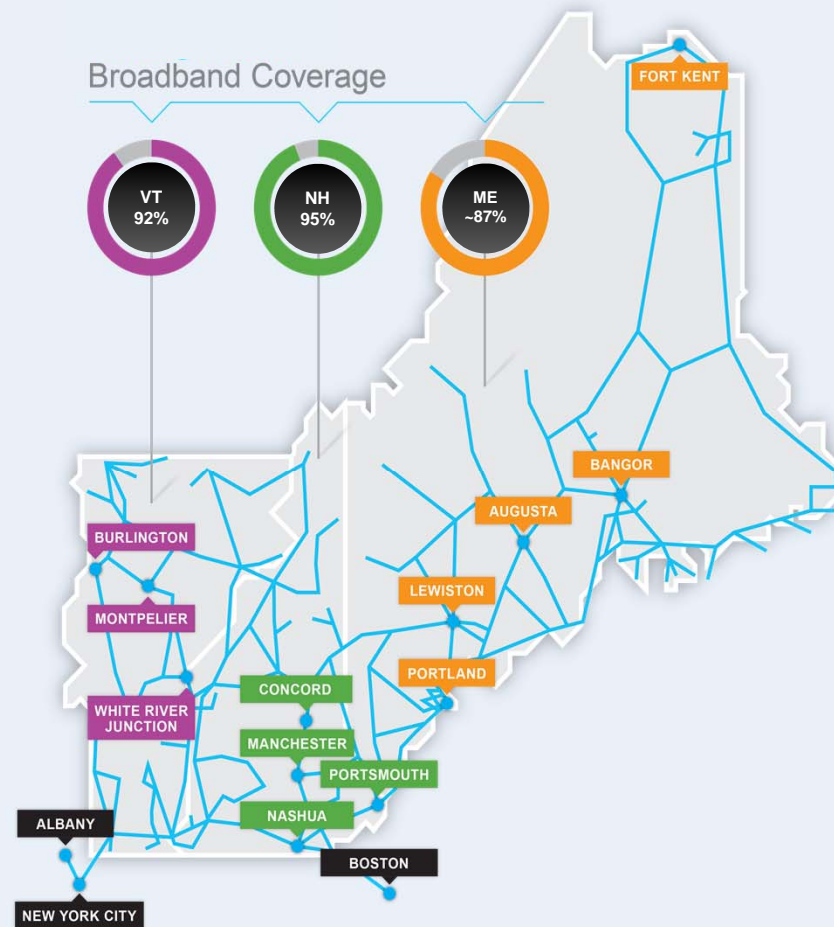 Broadband Coverage
FORT KENT
VT
92%
NH
95%
ME
~87%
BANGOR
AUGUSTA
BURLINGTON
LEWISTON
MONTPELIER
PORTLAND
CONCORD
WHITE RIVER
JUNCTION
MANCHESTER
PORTSMOUTH
NASHUA
ALBANY
BOSTON
NEW YORK CITY